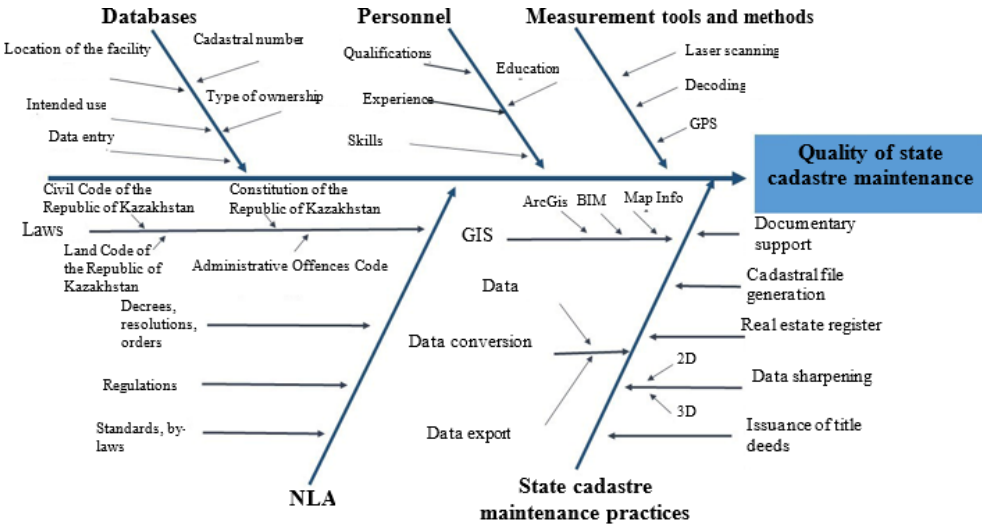 Databases
Personnel
Measurement tools and methods
Location of the facility
Cadastral number
Intended use
Type of ownership
Data entry
Qualifications
Education
Experience
Skills
Laser scanning
Decoding
GPS
Quality of state
cadastre maintenance
Civil Code of the
Republic of Kazakhstan
Constitution of the
Republic of Kazakhstan
Laws
Land Code of
the Republic of
Kazakhstan
Administrative Offences Code
Decrees,
resolutions,
orders
Regulations
Standards, by-
laws
NLA
ArcGis
BIM
Map Info
GIS
Data
Data conversion
Data export
Documentary
support
Cadastral file
generation
Real estate register
2D
Data sharpening
3D
Issuance of title
deeds
State cadastre
maintenance practices